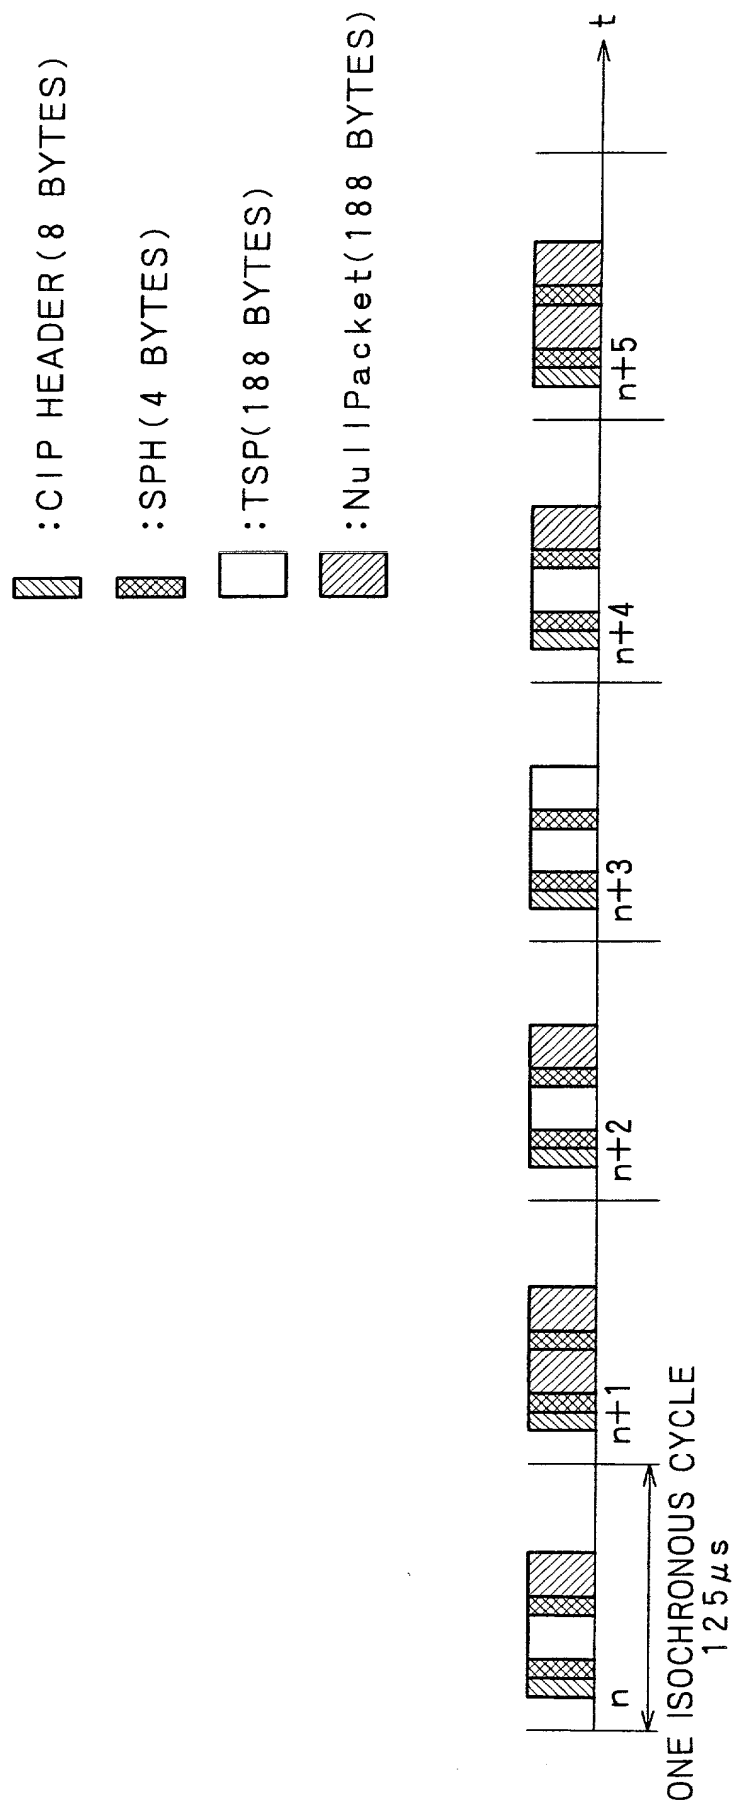 :CIP HEADER(8 BYTES)
:SPH(4 BYTES)
:TSP(188 BYTES)
:NullPacket(188 BYTES)
n
n+1
n+2
n+3
n+4
n+5
t
ONE ISOCHRONOUS CYCLE
125μs